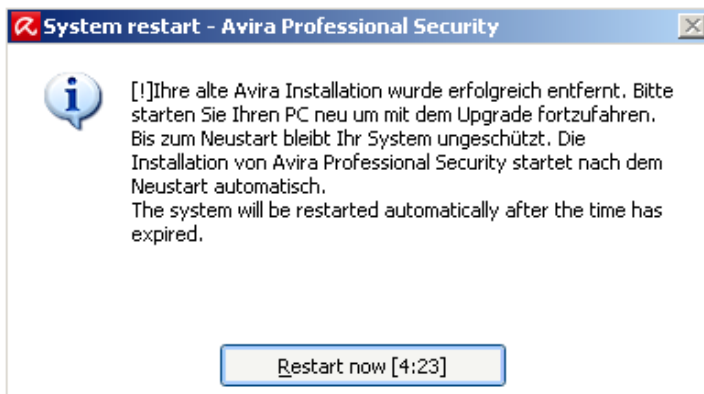 System restart - Avira Professional Security
[!]Ihre alte Avira Installation wurde erfolgreich entfernt. Bitte
starten Sie Ihren PC neu um mit dem Upgrade fortzufahren.
Bis zum Neustart bleibt Ihr System ungeschützt. Die
Installation von Avira Professional Security startet nach dem
Neustart automatisch.
The system will be restarted automatically after the time has
expired.
Restart now [4:23]